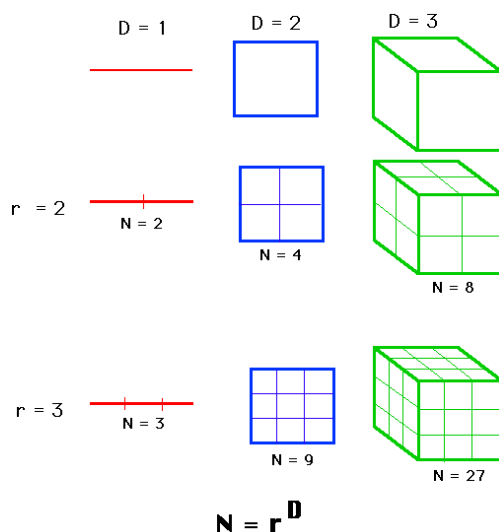 D = 1 D = 2 D = 3
r = 2
N = 2
N = 4
N = 8
r = 3
N = 3
N = 9
N = 27
N = r^D